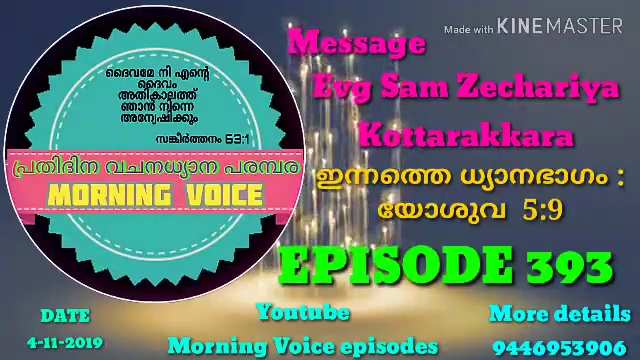 Made with KINEMASTER
ദൈവമേ നീ എന്റെ
ദൈവം
അതികാലത്ത്
ഞാൻ നിന്നെ
അന്വേഷിക്കും
സങ്കീർത്തനം 63:1
പ്രതിദിന വചനധ്യാന പരമ്പര
MORNING VOICE
Message
Evg Sam Zechariya
Kottarakkara
ഇന്നത്തെ ധ്യാനഭാഗം :
യോശുവ 5:9
EPISODE 393
DATE
4-11-2019
Youtube
Morning Voice episodes
More details
9446953906